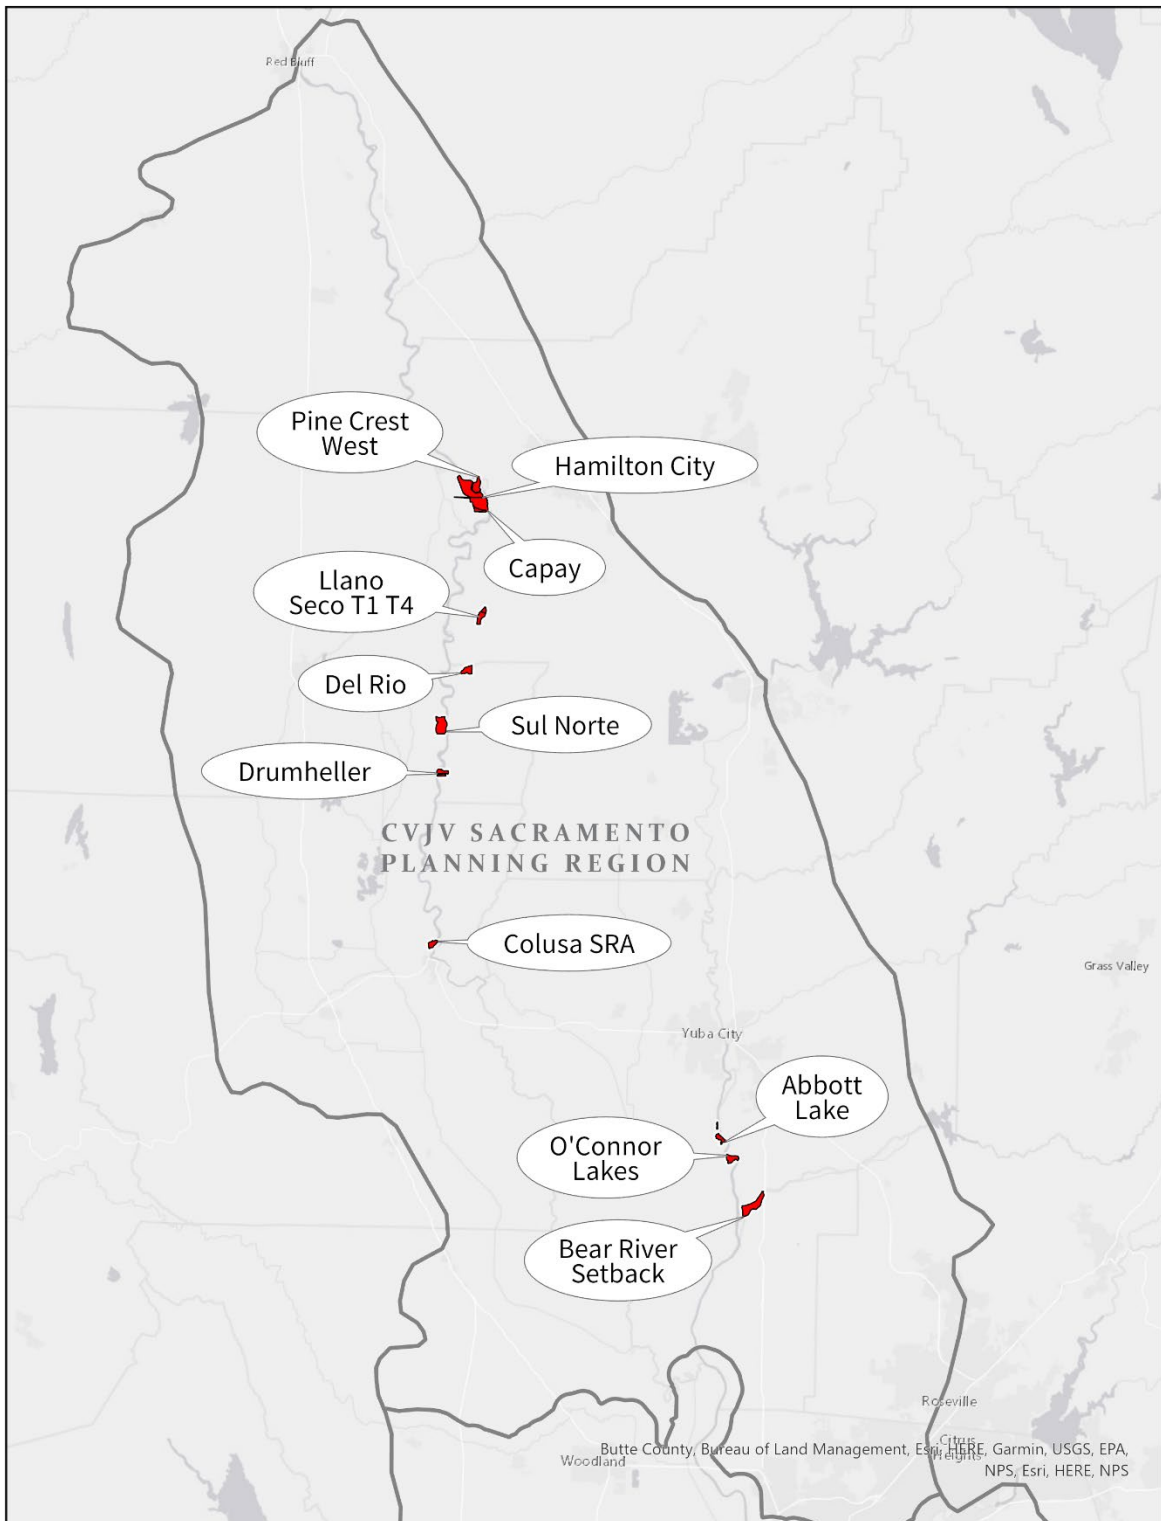 Red Bluff
Pine Crest
West
Hamilton City
Capay
Llano
Seco T1 T4
Del Rio
Sul Norte
Drumheller
CVJV SACRAMENTO
PLANNING REGION
Colusa SRA
Grass Valley
Yuba City
Abbott
Lake
O'Connor
Lakes
Bear River
Setback
Roseville
Citrus
Heights
Woodland
Butte County, Bureau of Land Management, Esri, HERE, Garmin, USGS, EPA,
NPS, Esri, HERE, NPS